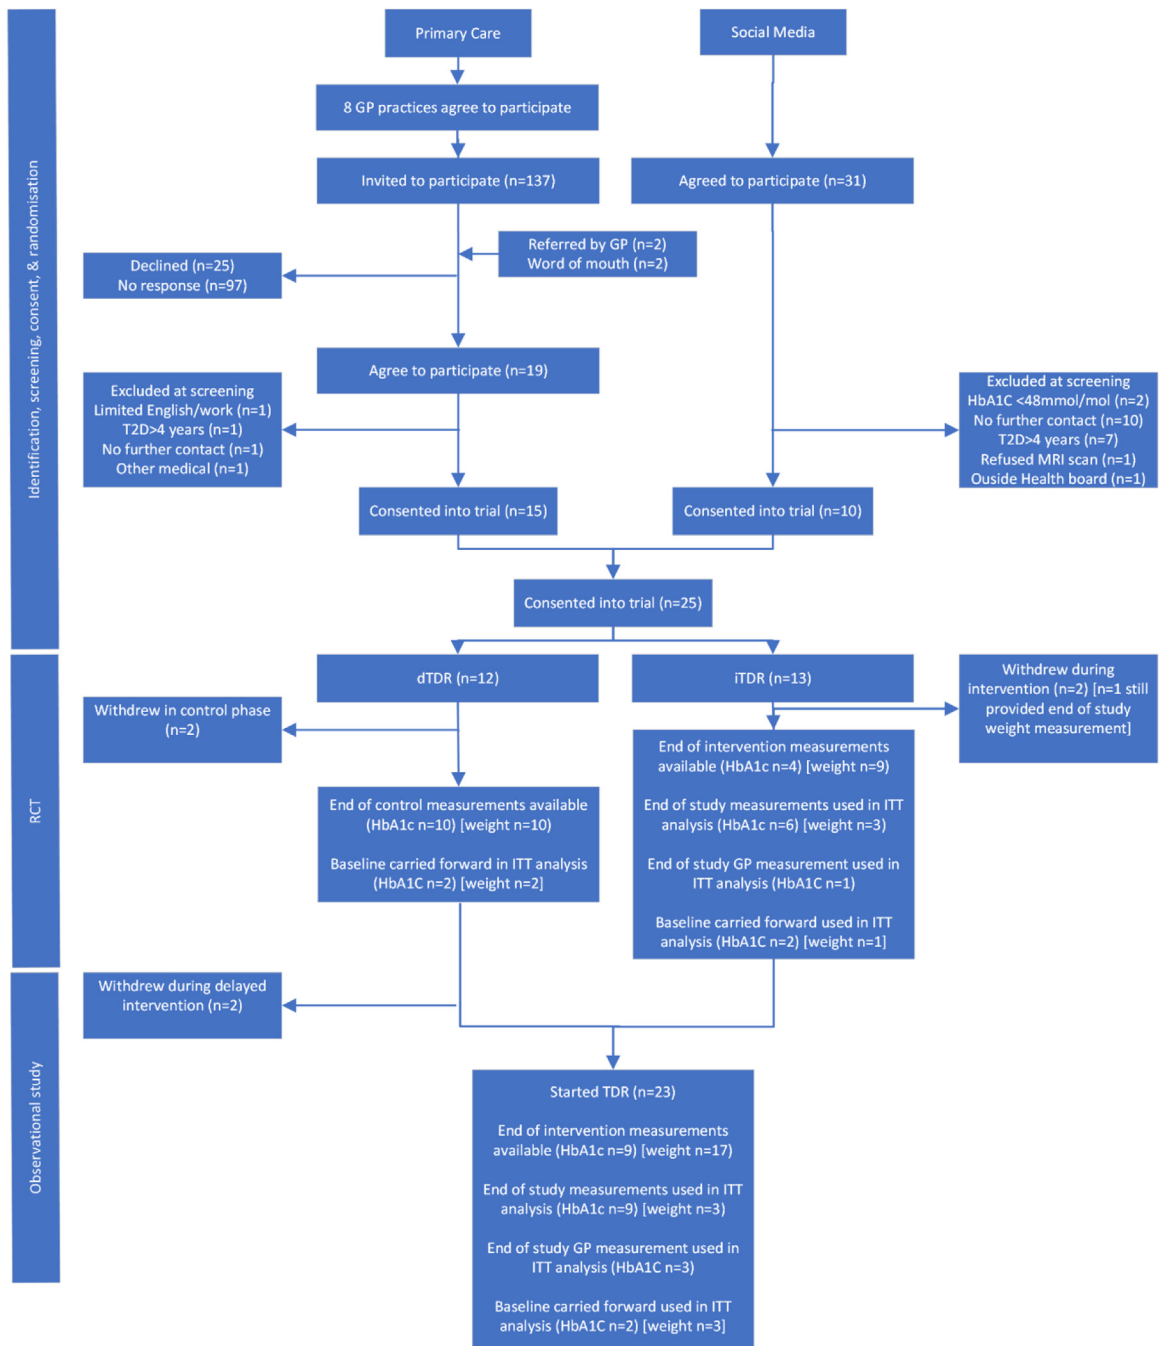 Primary Care
Social Media
8 GP practices agree to participate
Invited to participate (n=137)
Agreed to participate (n=31)
Referred by GP (n=2)
Word of mouth (n=2)
Declined (n=25)
No response (n=97)
Agree to participate (n=19)
Excluded at screening
Limited English/work (n=1)
T2D>4 years (n=1)
No further contact (n=1)
Other medical (n=1)
Excluded at screening
HbA1C <48mmol/mol (n=2)
No further contact (n=10)
T2D>4 years (n=7)
Refused MRI scan (n=1)
Ouside Health board (n=1)
Consented into trial (n=15)
Consented into trial (n=10)
Consented into trial (n=25)
Identification, screening, consent, & randomisation
dTDR (n=12)
iTDR (n=13)
Withdrew during
intervention (n=2) [n=1 still
provided end of study
weight measurement]
Withdrew in control phase
(n=2)
End of intervention measurements
available (HbA1c n=4) [weight n=9]
End of study measurements used in ITT
analysis (HbA1c n=6) [weight n=3]
End of study GP measurement used in
ITT analysis (HbA1C n=1)
Baseline carried forward used in ITT
analysis (HbA1C n=2) [weight n=1]
End of control measurements available
(HbA1c n=10) [weight n=10]
Baseline carried forward in ITT analysis
(HbA1C n=2) [weight n=2]
RCT
Withdrew during delayed
intervention (n=2)
Started TDR (n=23)
End of intervention measurements
available (HbA1c n=9) [weight n=17]
End of study measurements used in ITT
analysis (HbA1c n=9) [weight n=3]
End of study GP measurement used in
ITT analysis (HbA1C n=3)
Baseline carried forward used in ITT
analysis (HbA1C n=2) [weight n=3]
Observational study